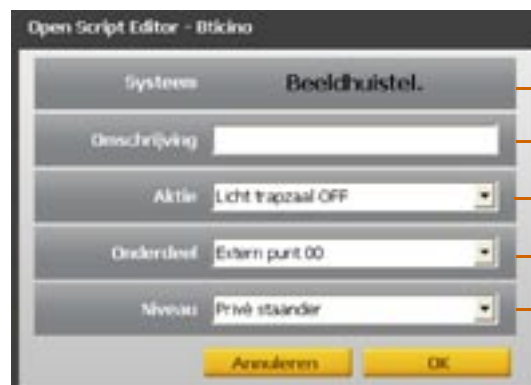 Open Script Editor - Bticino
Systeem Beeldhuistel.
Omschrijving
Aktie Licht trapzaal OFF
Onderdeel Extern punt 00
Niveau Privé staander
Annuleren OK